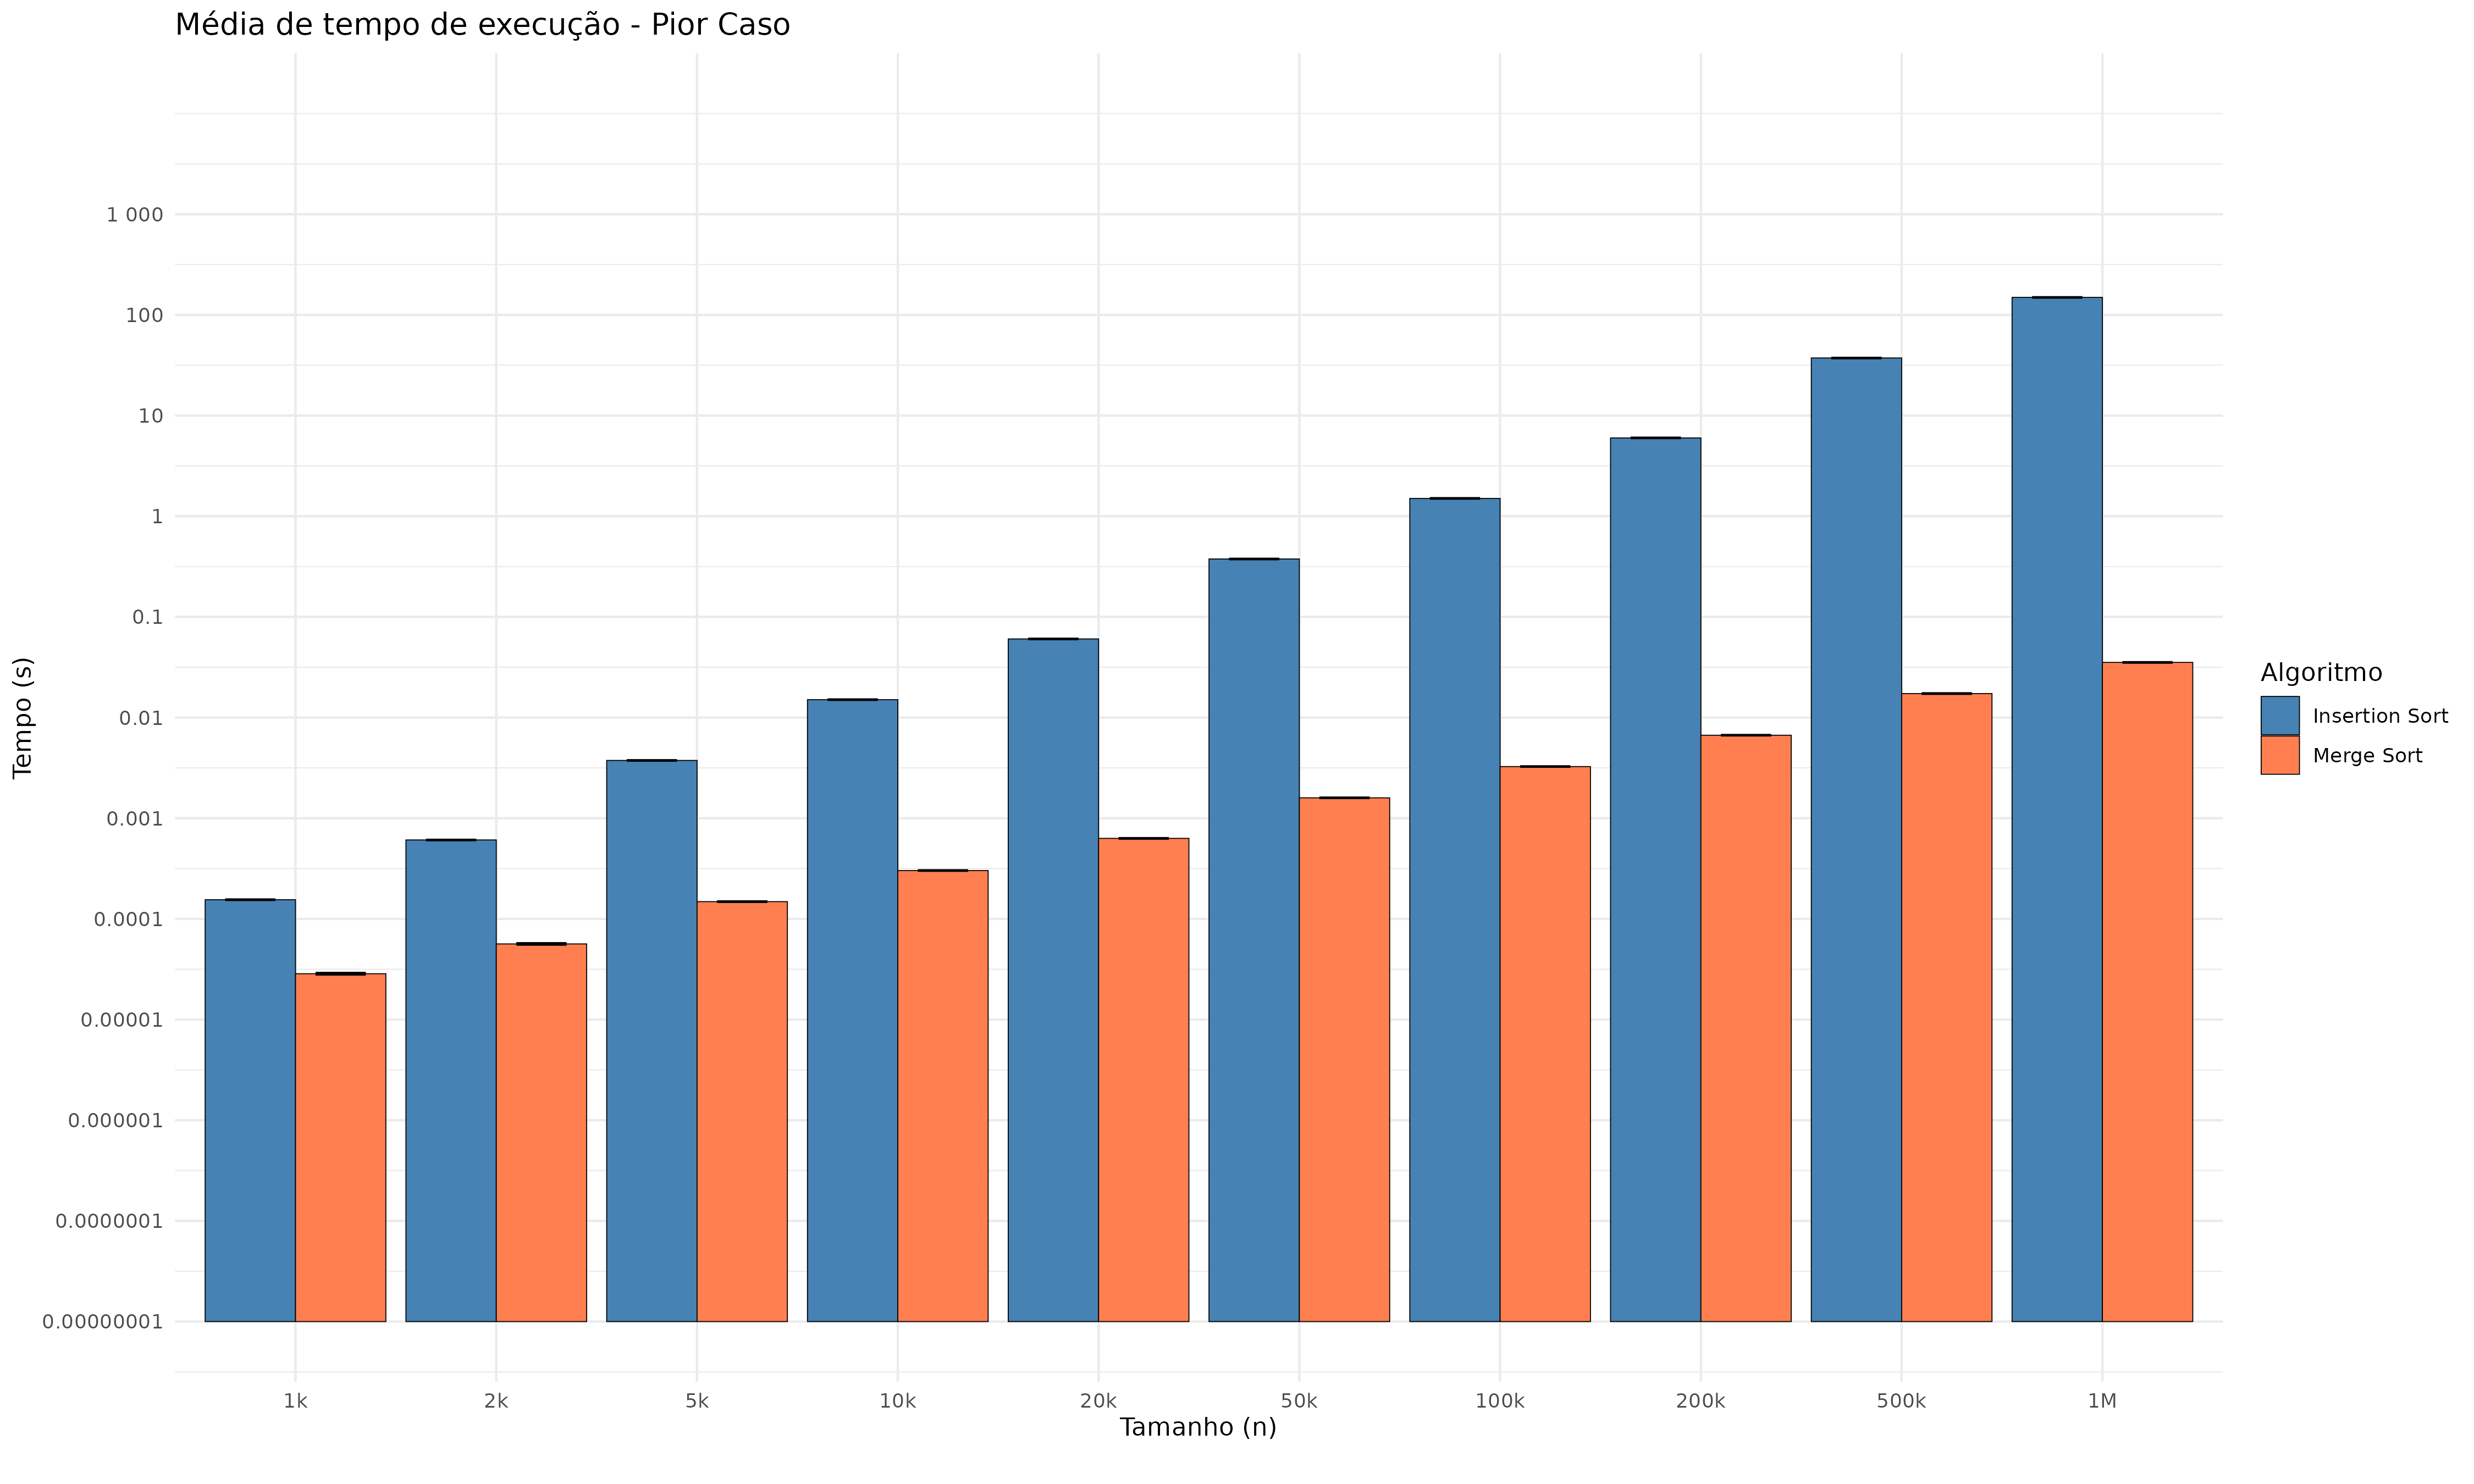 Média de tempo de execução - Pior Caso
Tempo (s)
1 000
100
10
1
0.1
0.01
0.001
0.0001
0.00001
0.000001
0.0000001
0.00000001
1k
2k
5k
10k
20k
50k
100k
200k
500k
1M
Tamanho (n)
Algoritmo
Insertion Sort
Merge Sort